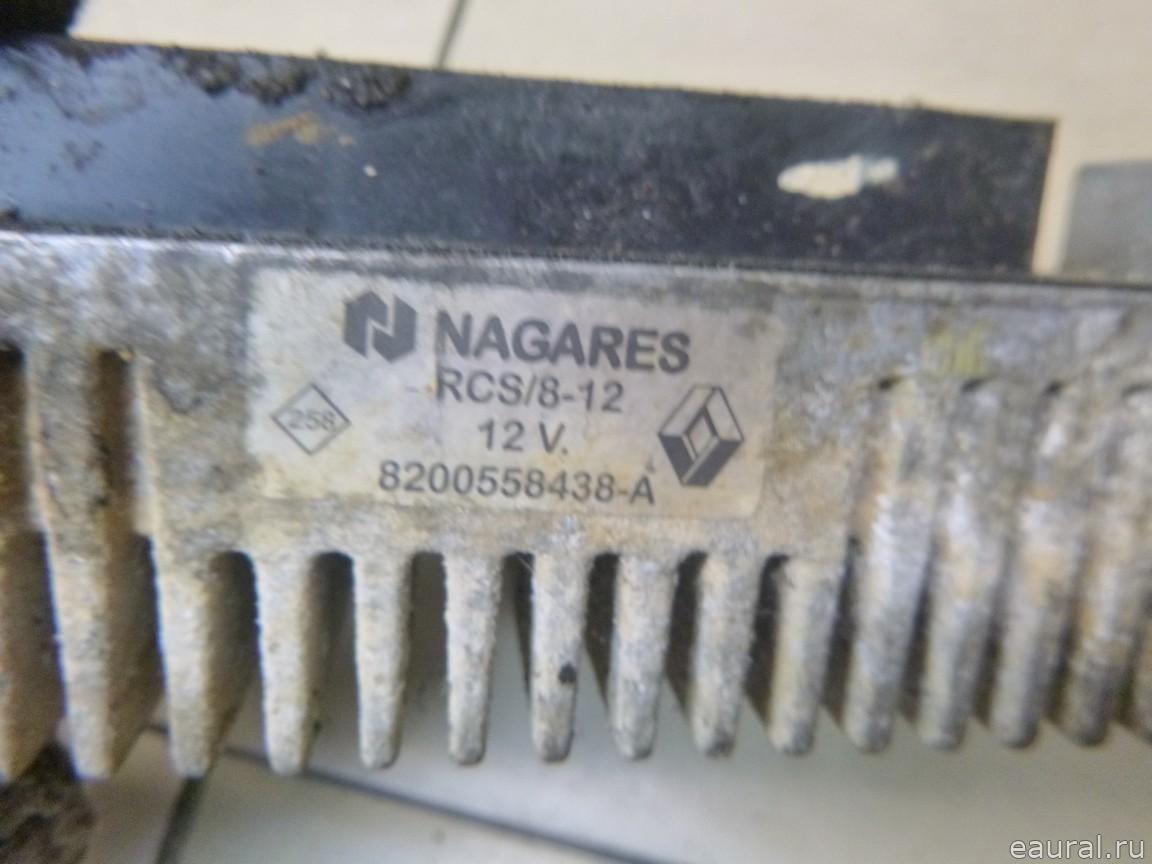 NAGARES
RCS/8-12
258
12 V.
8200558438-A
eaural.ru